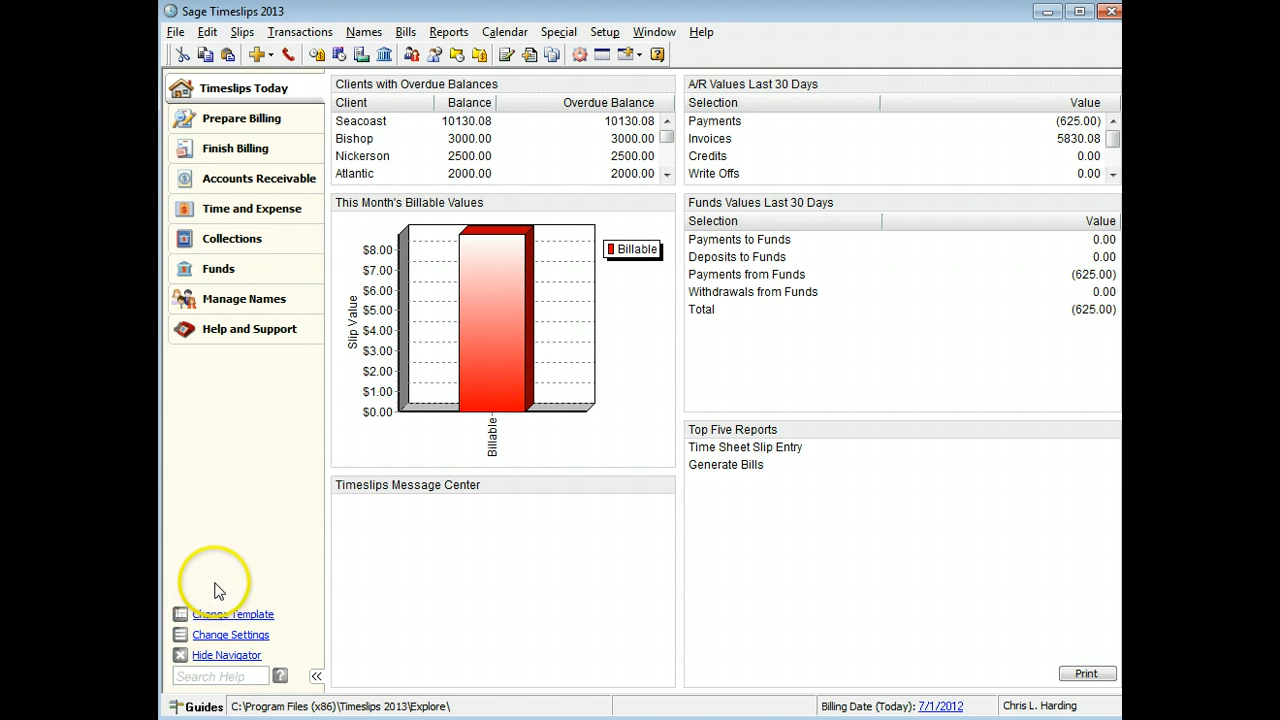 Sage Timeslips 2013
File Edit Slips Transactions Names Bills Reports Calendar Special Setup Window Help
Timeslips Today
Prepare Billing
Finish Billing
Accounts Receivable
Time and Expense
Collections
Funds
Manage Names
Help and Support
Change Template
Change Settings
Hide Navigator
Search Help ? <<
Clients with Overdue Balances
Client Balance Overdue Balance
Seacoast 10130.08 10130.08
Bishop 3000.00 3000.00
Nickerson 2500.00 2500.00
Atlantic 2000.00 2000.00
This Month's Billable Values
$8.00
$7.00
$6.00
$5.00
$4.00
$3.00
$2.00
$1.00
$0.00
Slip Value
Billable
Billable
Timeslips Message Center
A/R Values Last 30 Days
Selection Value
Payments (625.00)
Invoices 5830.08
Credits 0.00
Write Offs 0.00
Funds Values Last 30 Days
Selection Value
Payments to Funds 0.00
Deposits to Funds 0.00
Payments from Funds (625.00)
Withdrawals from Funds 0.00
Total (625.00)
Top Five Reports
Time Sheet Slip Entry
Generate Bills
Print
Guides C:\Program Files (x86)\Timeslips 2013\Explore\ Billing Date (Today): 7/1/2012 Chris L. Harding